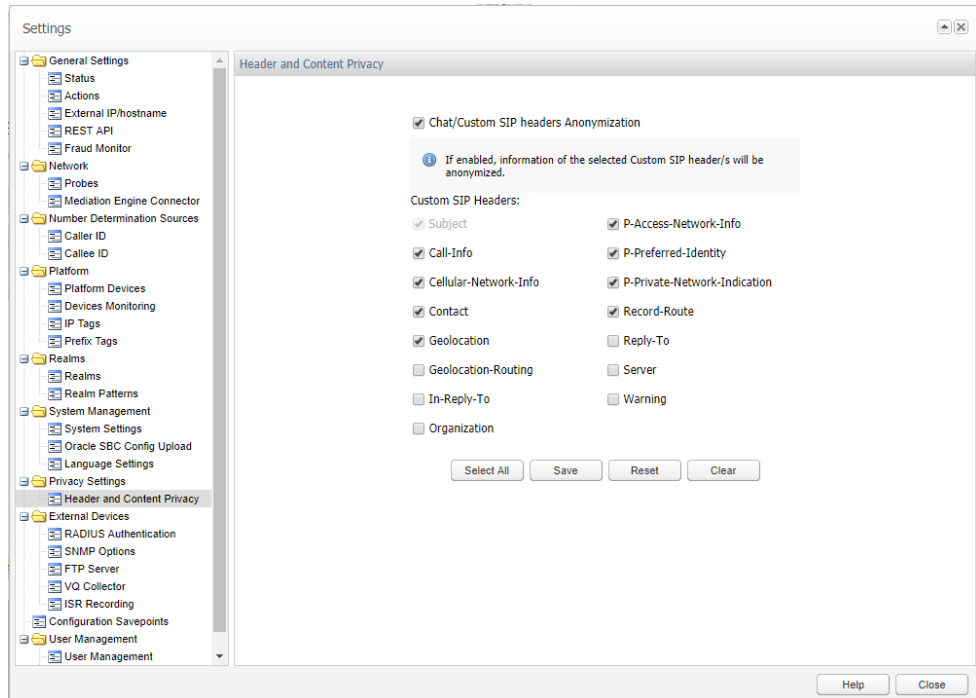 Settings
General Settings
Status
Actions
External IP/hostname
REST API
Fraud Monitor
Network
Probes
Mediation Engine Connector
Number Determination Sources
Caller ID
Callee ID
Platform
Platform Devices
Devices Monitoring
IP Tags
Prefix Tags
Realms
Realms
Realm Patterns
System Management
System Settings
Oracle SBC Config Upload
Language Settings
Privacy Settings
Header and Content Privacy
External Devices
RADIUS Authentication
SNMP Options
FTP Server
VQ Collector
ISR Recording
Configuration Savepoints
User Management
User Management
Header and Content Privacy
Chat/Custom SIP headers Anonymization
If enabled, information of the selected Custom SIP header/s will be
anonymized.
Custom SIP Headers:
Subject
P-Access-Network-Info
Call-Info
P-Preferred-Identity
Cellular-Network-Info
P-Private-Network-Indication
Contact
Record-Route
Geolocation
Reply-To
Geolocation-Routing
Server
In-Reply-To
Warning
Organization
Select All
Save
Reset
Clear
Help
Close